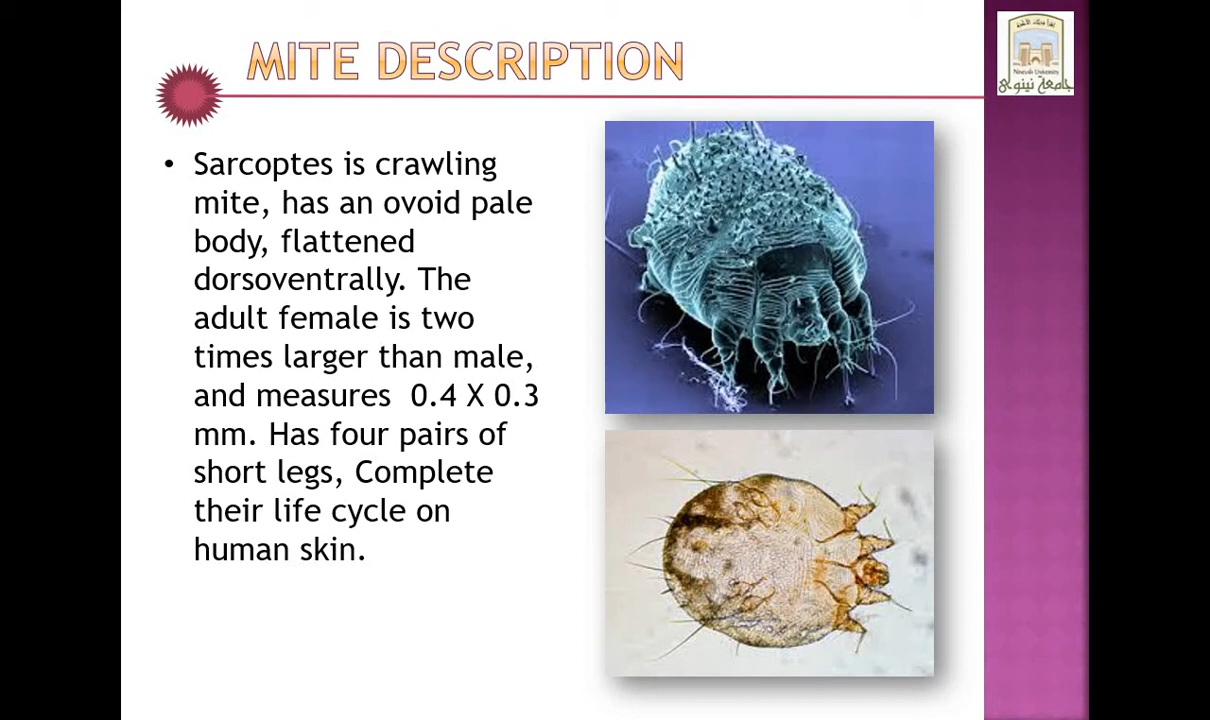 MITE DESCRIPTION
• Sarcoptes is crawling
mite, has an ovoid pale
body, flattened
dorsoventrally. The
adult female is two
times larger than male,
and measures 0.4 X 0.3
mm. Has four pairs of
short legs, Complete
their life cycle on
human skin.
Ninevah University
جامعة نينوى